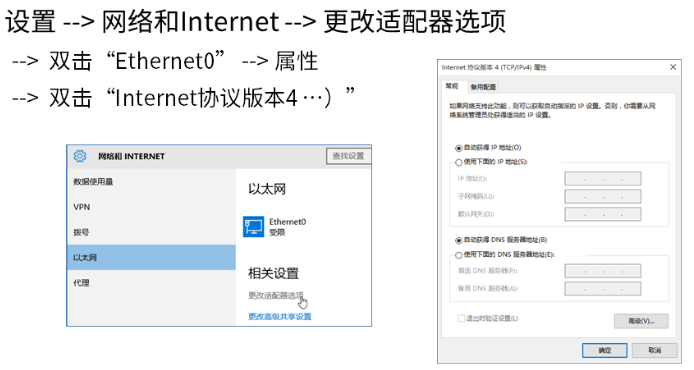 设置 --> 网络和Internet --> 更改适配器选项
--> 双击“Ethernet0” --> 属性
--> 双击“Internet协议版本4 …）”
网络和 INTERNET
查找设置
数据使用量
VPN
拨号
以太网
代理
以太网
Ethernet0
受限
相关设置
更改适配器选项
更改高级共享设置
Internet 协议版本 4 (TCP/IPv4) 属性
常规
备用配置
如果网络支持此功能，则可以获取自动指派的 IP 设置。否则，你需要从网
络系统管理员处获得适当的 IP 设置。
自动获得 IP 地址(O)
使用下面的 IP 地址(S):
IP 地址(I):
子网掩码(U):
默认网关(D):
自动获得 DNS 服务器地址(B)
使用下面的 DNS 服务器地址(E):
首选 DNS 服务器(P):
备用 DNS 服务器(A):
退出时验证设置(L)
高级(V)...
确定
取消